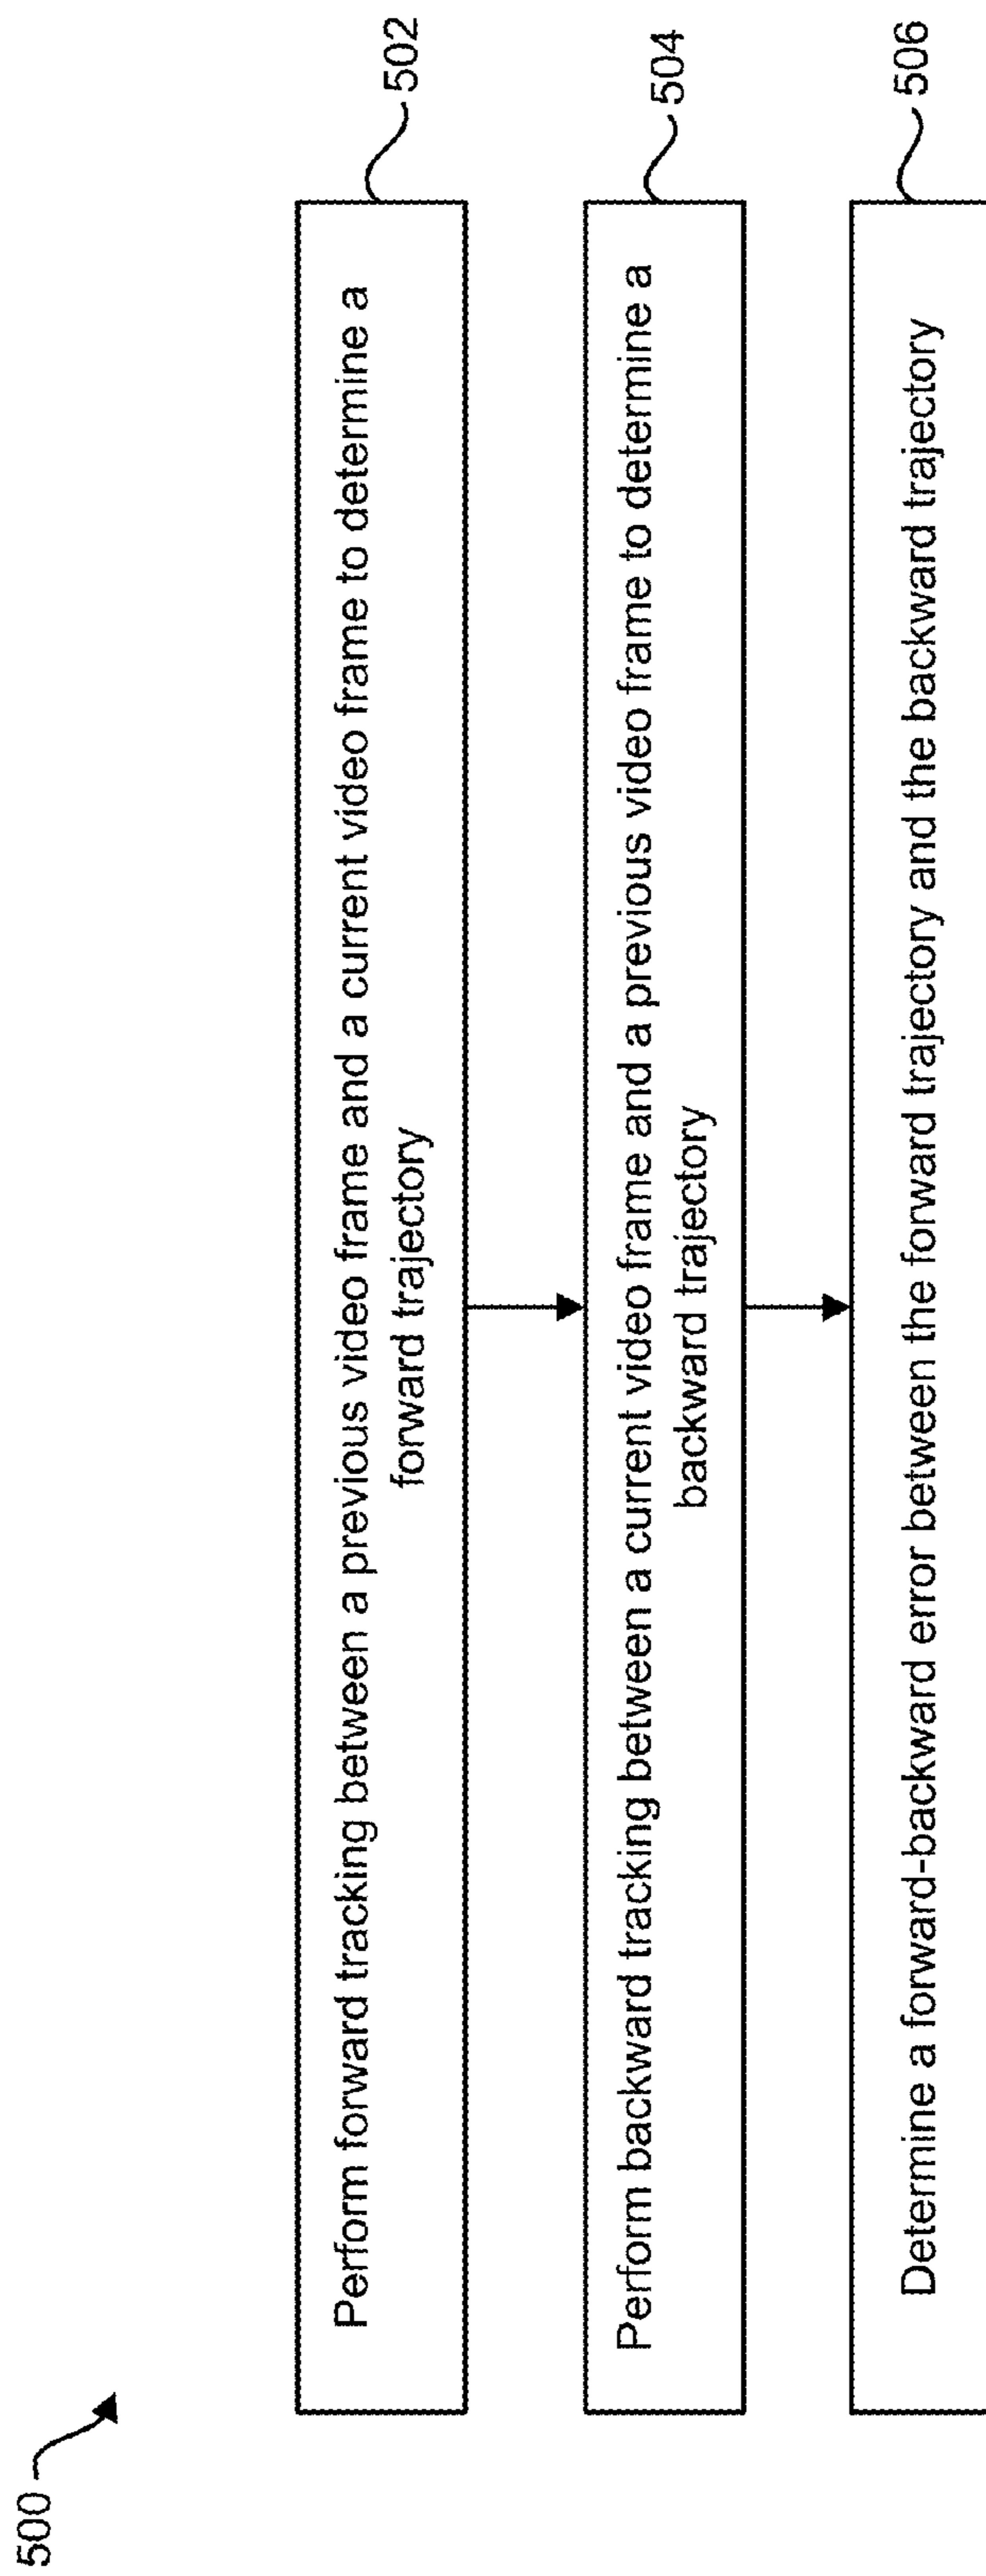 500
Perform forward tracking between a previous video frame and a current video frame to determine a
forward trajectory
502
Perform backward tracking between a current video frame and a previous video frame to determine a
backward trajectory
504
Determine a forward-backward error between the forward trajectory and the backward trajectory
506